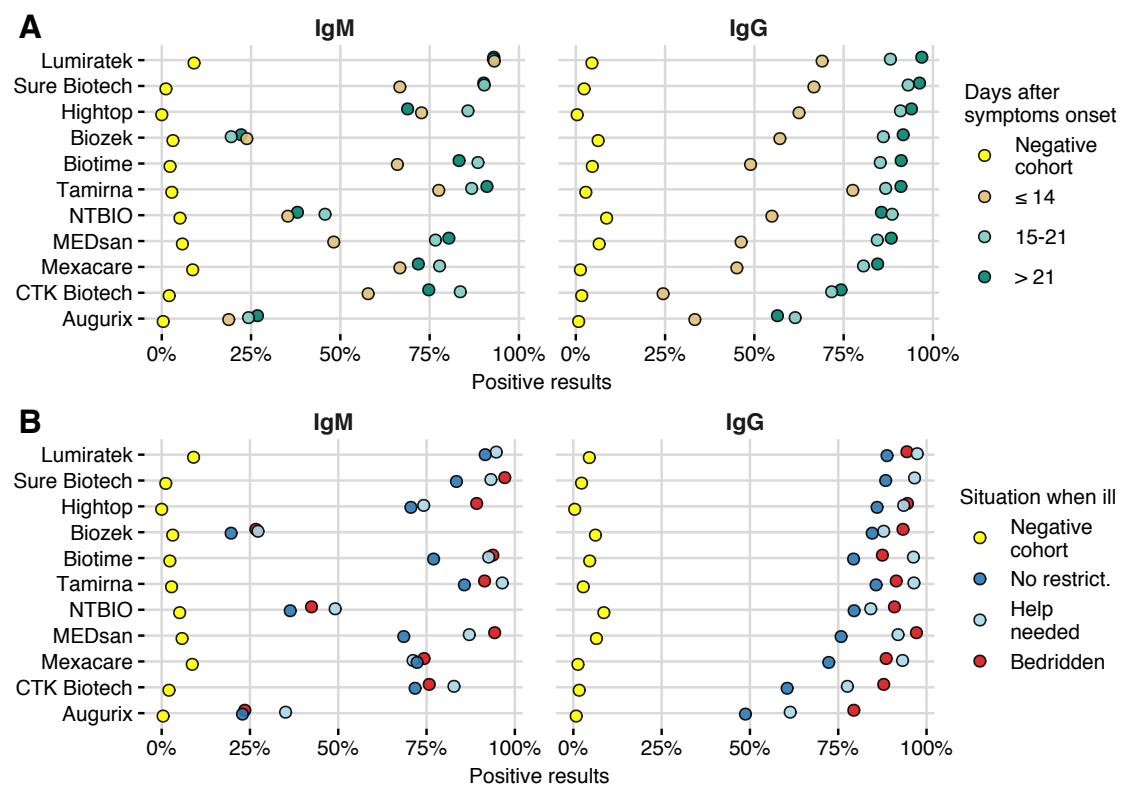 A
IgM
IgG
Lumiratek
Sure Biotech
Hightop
Biozek
Biotime
Tamirna
NTBIO
MEDsan
Mexacare
CTK Biotech
Augurix
0% 25% 50% 75% 100% 0% 25% 50% 75% 100%
Positive results
Days after
symptoms onset
Negative
cohort
≤ 14
15-21
> 21
B
IgM
IgG
Lumiratek
Sure Biotech
Hightop
Biozek
Biotime
Tamirna
NTBIO
MEDsan
Mexacare
CTK Biotech
Augurix
0% 25% 50% 75% 100% 0% 25% 50% 75% 100%
Positive results
Situation when ill
Negative
cohort
No restrict.
Help
needed
Bedridden